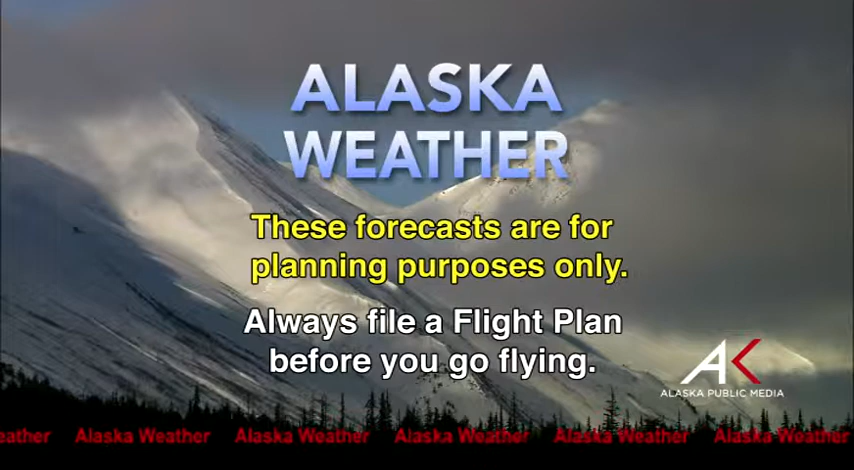 ALASKA
WEATHER
These forecasts are for
planning purposes only.
Always file a Flight Plan
before you go flying.
AK
ALASKA PUBLIC MEDIA
eather Alaska Weather Alaska Weather Alaska Weather Alaska Weather Alaska Weather